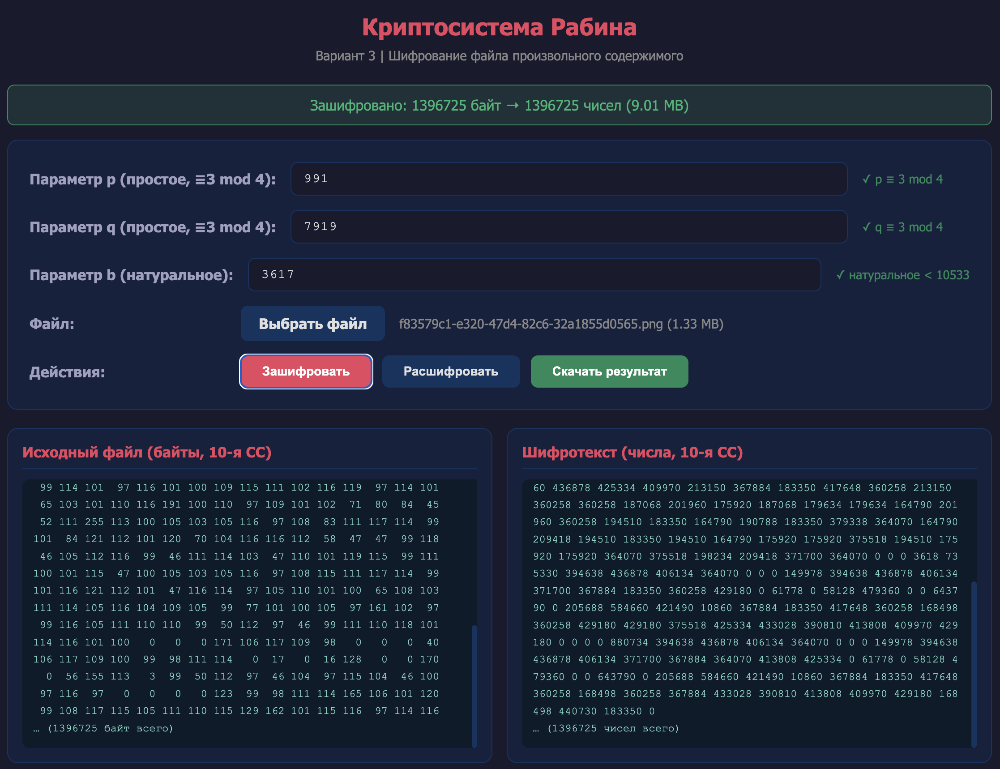 Криптосистема Рабина
Вариант 3 | Шифрование файла произвольного содержимого
Зашифровано: 1396725 байт → 1396725 чисел (9.01 MB)
Параметр p (простое, ≡3 mod 4):
991
✓ p ≡ 3 mod 4
Параметр q (простое, ≡3 mod 4):
7919
✓ q ≡ 3 mod 4
Параметр b (натуральное):
3617
✓ натуральное < 10533
Файл:
Выбрать файл
f83579c1-e320-47d4-82c6-32a1855d0565.png (1.33 MB)
Действия:
Зашифровать
Расшифровать
Скачать результат
Исходный файл (байты, 10-я СС)
99 114 101 97 116 101 100 109 115 111 102 116 119 97 114 101
65 103 101 110 116 191 100 110 97 109 101 102 71 80 84 45
52 111 255 113 100 105 103 105 116 97 108 83 111 117 114 99
101 84 121 112 101 120 70 104 116 116 112 58 47 47 99 118
46 105 112 116 99 46 111 114 103 47 110 101 119 115 99 111
100 101 115 47 100 105 103 105 116 97 108 115 111 117 114 99
101 116 121 112 101 47 116 114 97 105 110 101 100 65 108 103
111 114 105 116 104 109 105 99 77 101 100 105 97 161 102 97
99 116 105 111 110 110 99 50 112 97 46 99 111 110 118 101
114 116 101 100 0 0 0 171 106 117 109 98 0 0 0 40
106 117 109 100 99 98 111 114 0 17 0 16 128 0 0 170
0 56 155 113 3 99 50 112 97 46 104 97 115 104 46 100
97 116 97 0 0 0 0 123 99 98 111 114 165 106 101 120
99 108 117 115 105 111 110 115 129 162 101 115 116 97 114 116
… (1396725 байт всего)
Шифротекст (числа, 10-я СС)
60 436878 425334 409970 213150 367884 183350 417648 360258 213150
360258 360258 187068 201960 175920 187068 179634 179634 164790 201
960 360258 194510 183350 164790 190788 183350 379338 364070 164790
209418 194510 183350 194510 164790 175920 175920 375518 194510 175
920 175920 364070 375518 198234 209418 371700 364070 0 0 0 3618 73
5330 394638 436878 406134 364070 0 0 0 149978 394638 436878 406134
371700 367884 183350 360258 429180 0 61778 0 58128 479360 0 0 6437
90 0 205688 584660 421490 10860 367884 183350 417648 360258 168498
360258 429180 429180 375518 425334 433028 390810 413808 409970 429
180 0 0 0 0 880734 394638 436878 406134 364070 0 0 0 149978 394638
436878 406134 371700 367884 364070 413808 425334 0 61778 0 58128 4
79360 0 0 643790 0 205688 584660 421490 10860 367884 183350 417648
360258 168498 360258 367884 433028 390810 413808 409970 429180 168
498 440730 183350 0
… (1396725 чисел всего)